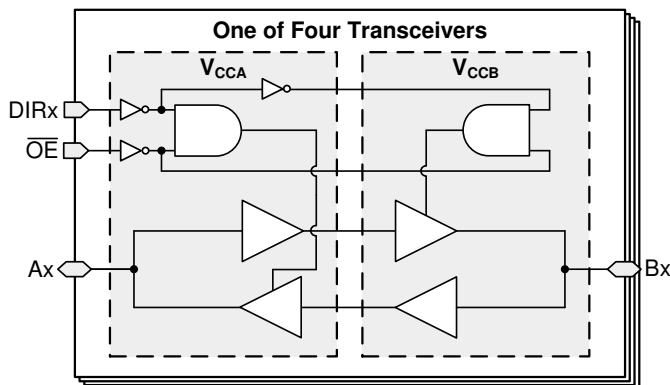 One of Four Transceivers
VCCA
VCCB
DIRx
OE
Ax
Bx